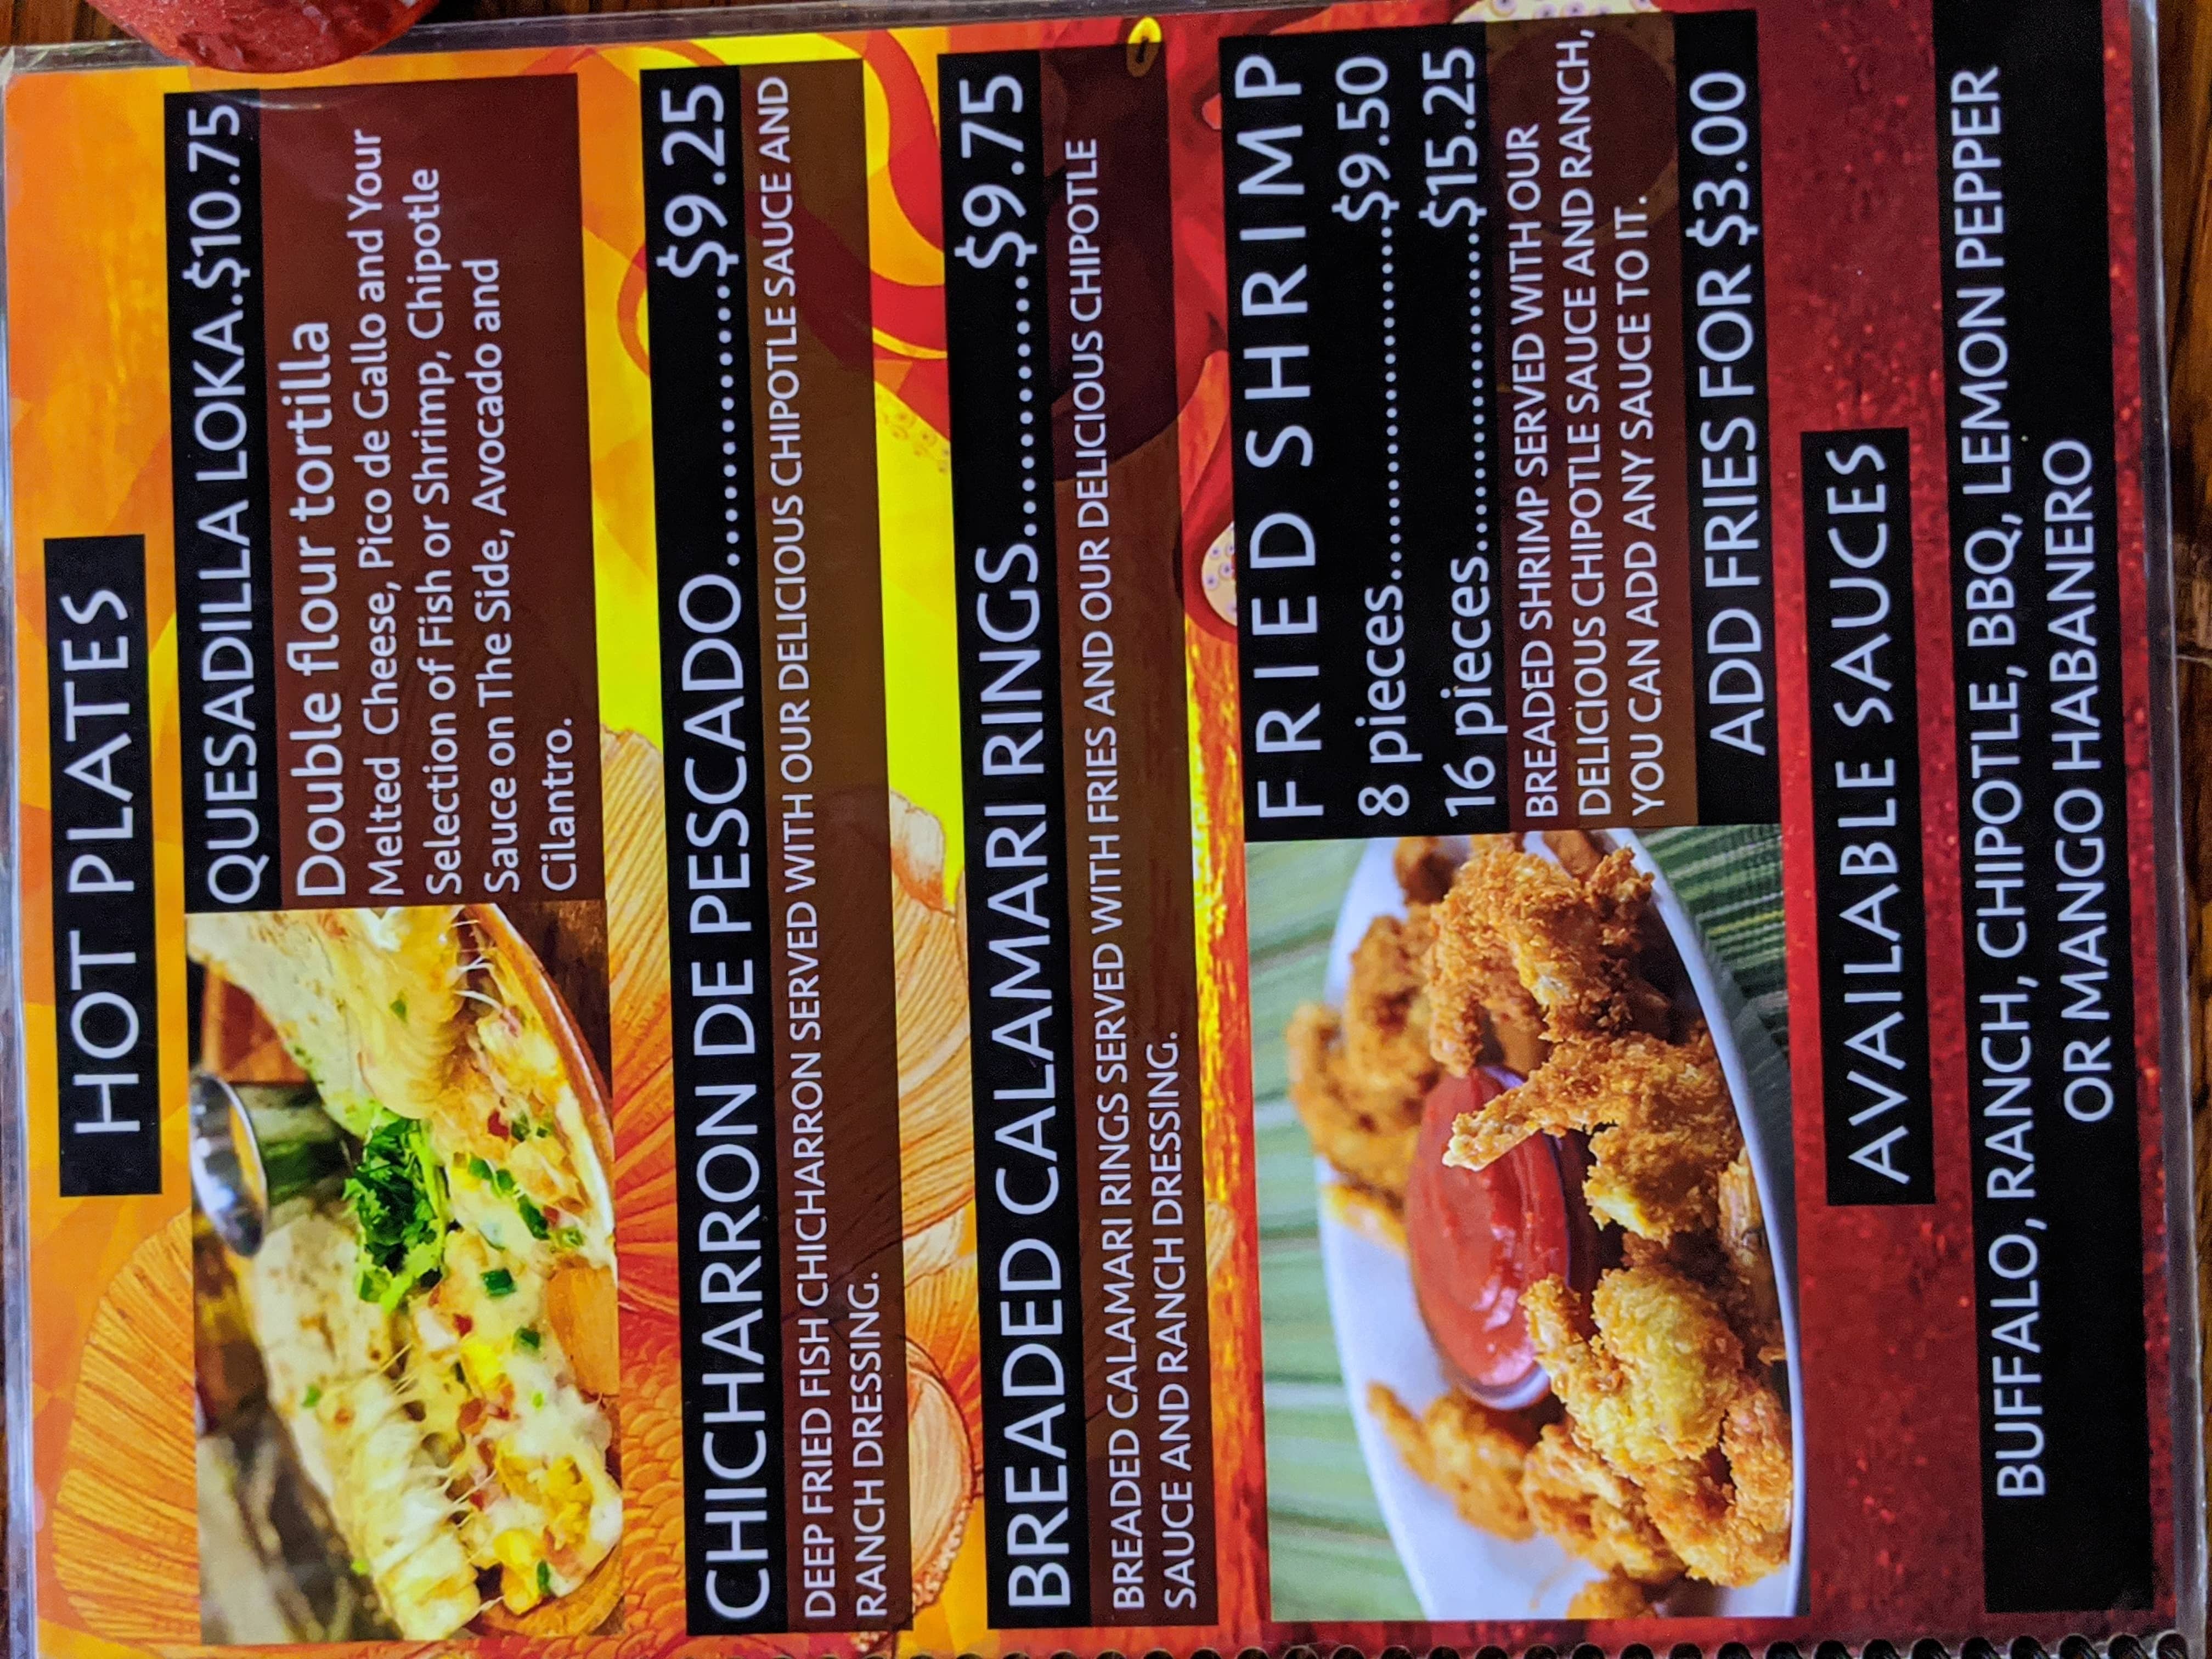 HOT PLATES
QUESADILLA LOKA.$10.75
Double flour tortilla
Melted Cheese, Pico de Gallo and Your
Selection of Fish or Shrimp, Chipotle
Sauce on The Side, Avocado and
Cilantro.
CHICHARRON DE PESCADO..............$9.25
DEEP FRIED FISH CHICHARRON SERVED WITH OUR DELICIOUS CHIPOTLE SAUCE AND
RANCH DRESSING.
BREADED CALAMARI RINGS............$9.75
BREADED CALAMARI RINGS SERVED WITH FRIES AND OUR DELICIOUS CHIPOTLE
SAUCE AND RANCH DRESSING.
FRIED SHRIMP
8 pieces..............................$9.50
16 pieces...........................$15.25
BREADED SHRIMP SERVED WITH OUR
DELICIOUS CHIPOTLE SAUCE AND RANCH,
YOU CAN ADD ANY SAUCE TO IT.
ADD FRIES FOR $3.00
AVAILABLE SAUCES
BUFFALO, RANCH, CHIPOTLE, BBQ, LEMON PEPPER
OR MANGO HABANERO